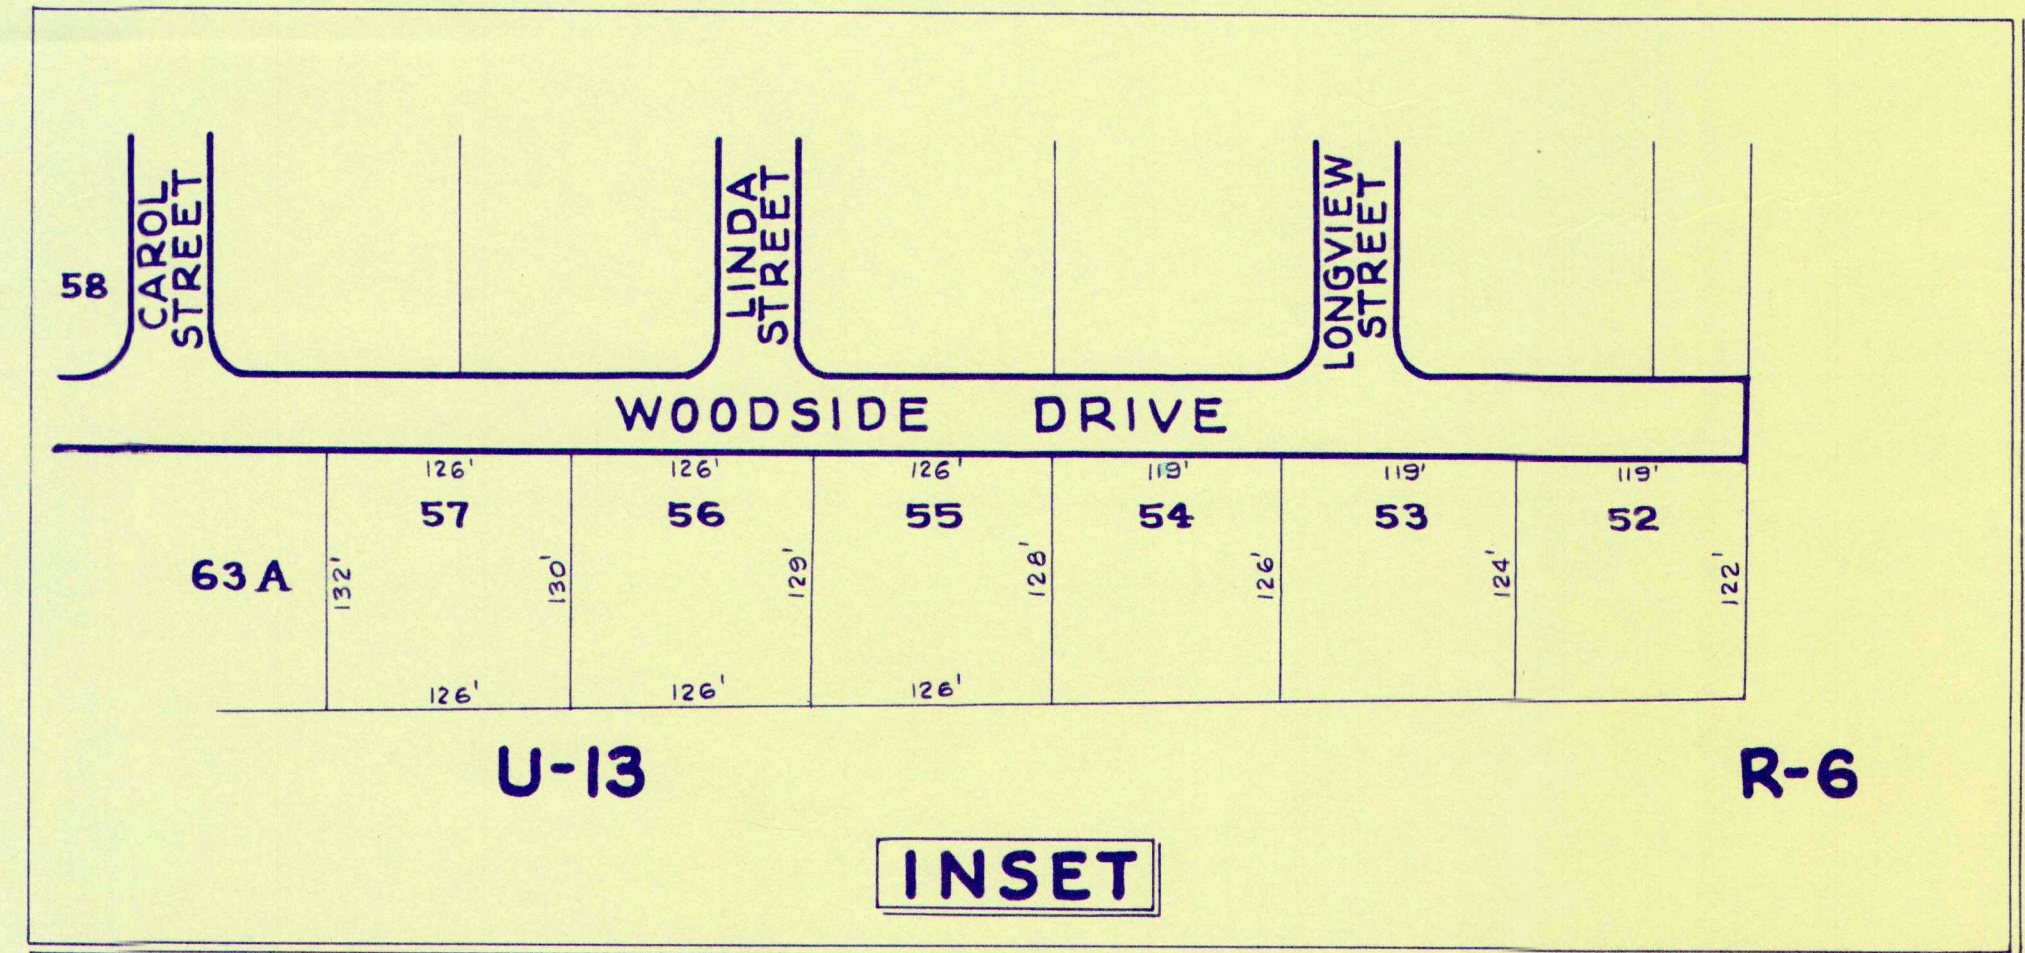 CAROL
STREET
LINDA
STREET
LONGVIEW
STREET
58
WOODSIDE DRIVE
126' 126' 126' 119' 119' 119'
57 56 55 54 53 52
63A 132' 130' 129' 128' 126' 124' 122'
126' 126' 126'
U-13 R-6
INSET